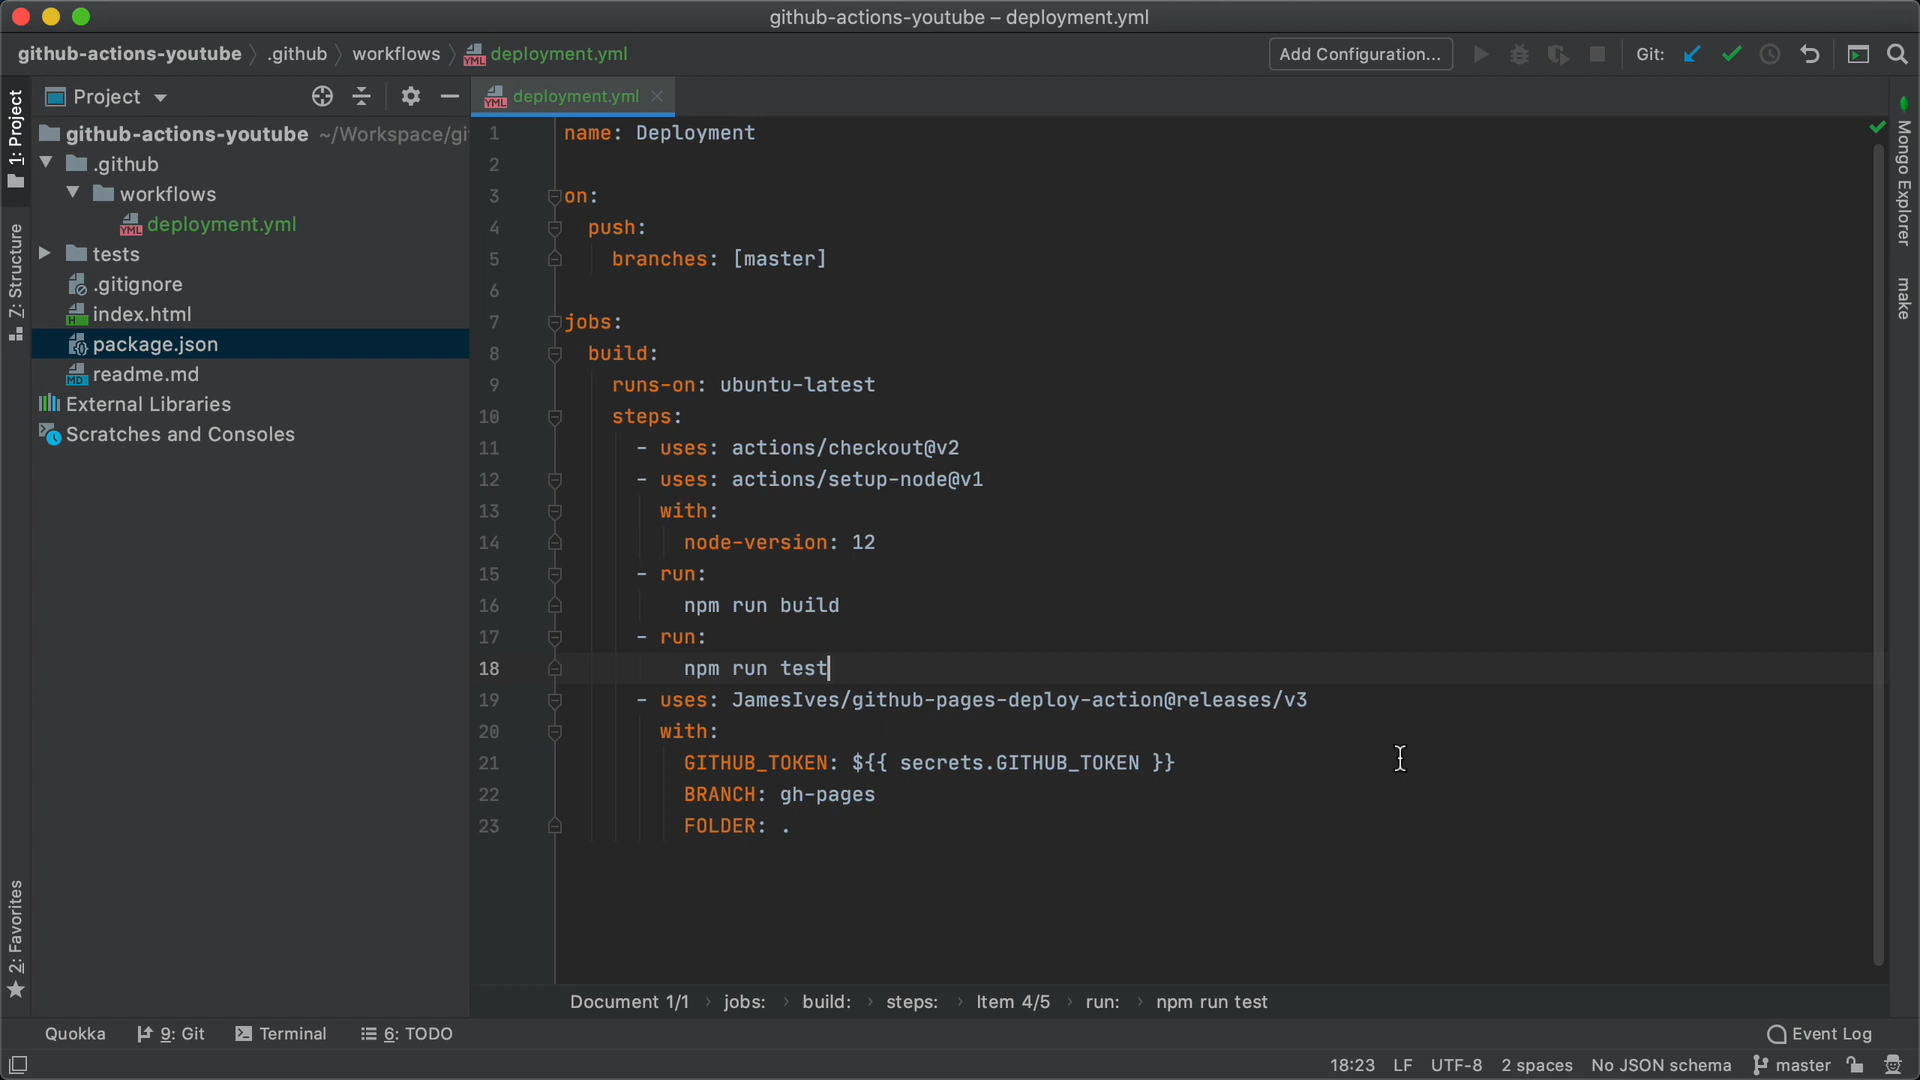 github-actions-youtube – deployment.yml
github-actions-youtube
.github
workflows
deployment.yml
Add Configuration...
Git:
Project
deployment.yml
1: Project
Z: Structure
2: Favorites
github-actions-youtube ~/Workspace/gi
.github
workflows
deployment.yml
tests
.gitignore
index.html
package.json
readme.md
External Libraries
Scratches and Consoles
1 name: Deployment
2
3 on:
4 push:
5 branches: [master]
6
7 jobs:
8 build:
9 runs-on: ubuntu-latest
10 steps:
11 - uses: actions/checkout@v2
12 - uses: actions/setup-node@v1
13 with:
14 node-version: 12
15 - run:
16 npm run build
17 - run:
18 npm run test
19 - uses: JamesIves/github-pages-deploy-action@releases/v3
20 with:
21 GITHUB_TOKEN: ${{ secrets.GITHUB_TOKEN }}
22 BRANCH: gh-pages
23 FOLDER: .
Mongo Explorer
make
Document 1/1 › jobs: › build: › steps: › Item 4/5 › run: › npm run test
Quokka
9: Git
Terminal
6: TODO
Event Log
18:23 LF UTF-8 2 spaces No JSON schema master